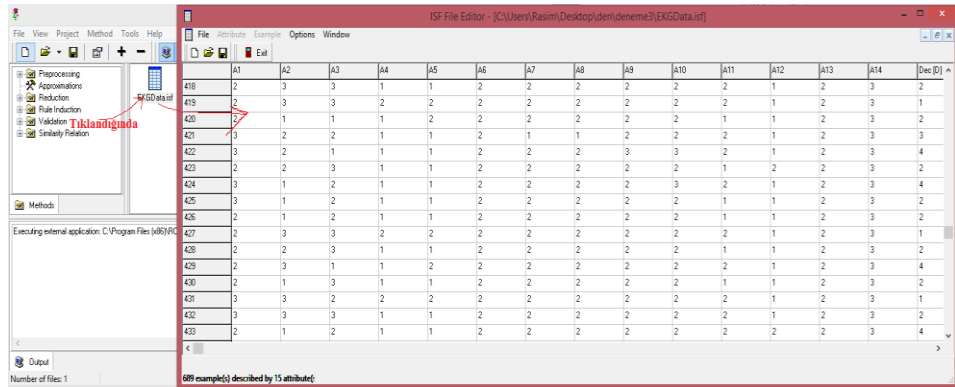 ISF File Editor - [C:\Users\Rasim\Desktop\den\deneme3\EKGData.isf]
File View Project Method Tools Help
File Attribute Example Options Window
Exit
Preprocessing
Approximations
Reduction
Rule Induction
Validation
Similarity Relation
EKGData.isf
Tıklandığında
Methods
Executing external application: C:\Program Files (x86)\RO
Output
Number of files: 1
A1 A2 A3 A4 A5 A6 A7 A8 A9 A10 A11 A12 A13 A14 Dec [D]
418 2 3 3 1 1 2 2 2 2 2 2 1 2 3 2
419 2 3 3 2 2 2 2 2 2 2 2 1 2 3 1
420 2 1 1 1 2 2 2 2 2 2 1 1 2 3 2
421 3 2 2 1 1 2 1 1 2 2 2 1 2 3 3
422 3 2 1 1 1 2 2 2 3 3 2 1 2 3 4
423 2 2 3 1 1 2 2 2 2 2 1 2 2 3 2
424 3 1 2 1 1 2 2 2 2 3 2 1 2 3 4
425 3 1 2 1 1 2 2 2 2 2 1 1 2 3 2
426 2 1 2 1 1 2 2 2 2 2 1 1 2 3 2
427 2 3 3 2 2 2 2 2 2 2 2 1 2 3 1
428 2 2 3 1 1 2 2 2 2 2 1 1 2 3 2
429 2 3 1 1 2 2 2 2 2 2 2 1 2 3 4
430 2 1 3 1 1 2 2 2 2 2 1 1 2 3 2
431 3 3 2 2 2 2 2 2 2 2 2 1 2 3 1
432 3 3 3 1 1 2 2 2 2 2 2 1 2 3 2
433 2 1 2 1 1 2 2 2 2 2 2 2 2 3 4
689 example(s) described by 15 attribute(: